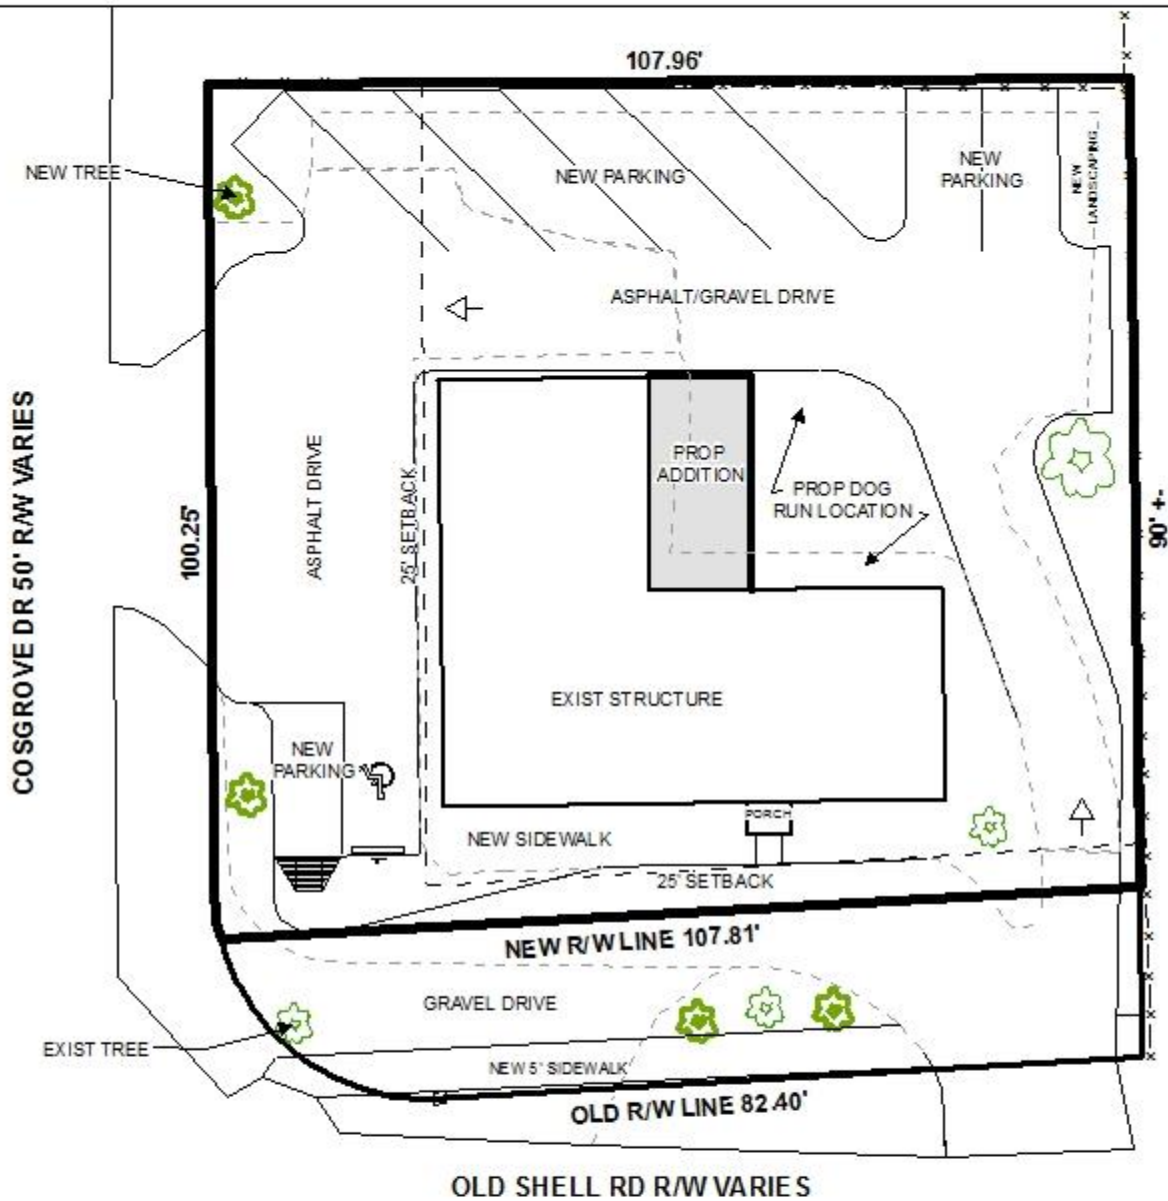 107.96'
NEW TREE
NEW PARKING
NEW
PARKING
NEW
LANDSCAPING
ASPHALT/GRAVEL DRIVE
COSGROVE DR 50' R/W VARIES
100.25'
ASPHALT DRIVE
25' SETBACK
PROP
ADDITION
PROP DOG
RUN LOCATION
90' +-
EXIST STRUCTURE
NEW
PARKING
PORCH
NEW SIDEWALK
25' SETBACK
NEW R/W LINE 107.81'
GRAVEL DRIVE
EXIST TREE
NEW 5' SIDEWALK
OLD R/W LINE 82.40'
OLD SHELL RD R/W VARIES